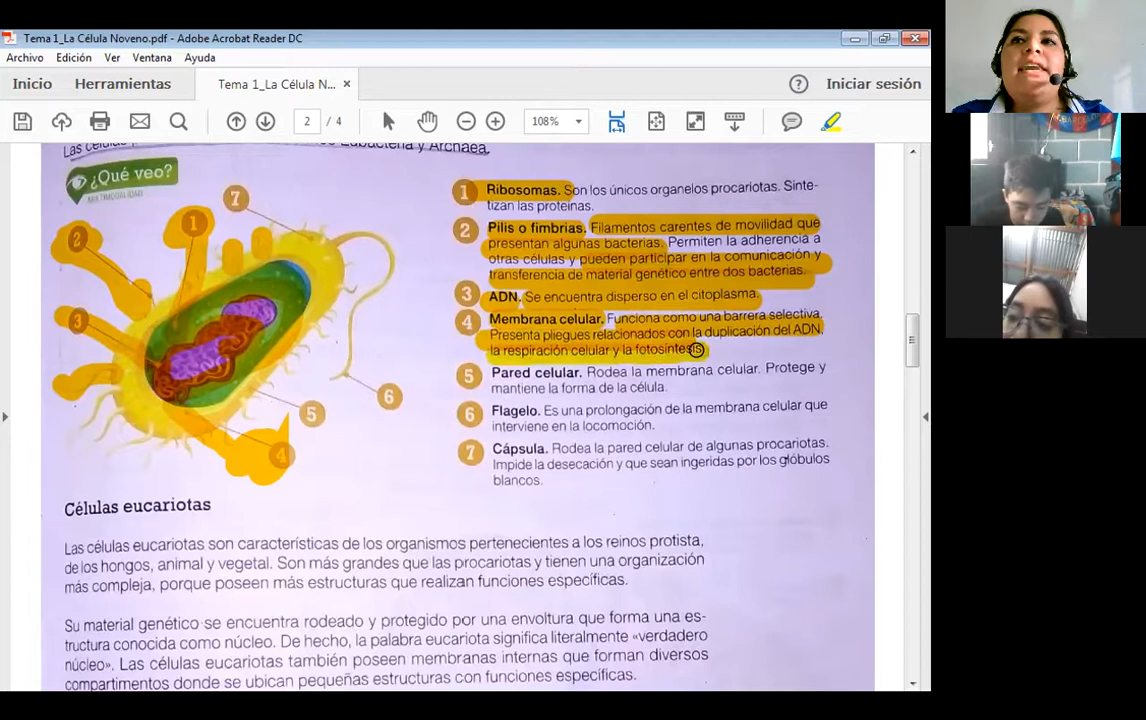 Tema 1_La Célula Noveno.pdf - Adobe Acrobat Reader DC
Archivo Edición Ver Ventana Ayuda
Inicio Herramientas Tema 1_La Célula N... × ? Iniciar sesión
2 / 4 108%
Las y Archaea.
¿Qué veo?
MULTIMODALIDAD
1
2
3
4
5
6
7
1 Ribosomas. Son los únicos organelos procariotas. Sinte-
tizan las proteínas.
2 Pilis o fimbrias. Filamentos carentes de movilidad que
presentan algunas bacterias. Permiten la adherencia a
otras células y pueden participar en la comunicación y
transferencia de material genético entre dos bacterias.
3 ADN. Se encuentra disperso en el citoplasma.
4 Membrana celular. Funciona como una barrera selectiva.
Presenta pliegues relacionados con la duplicación del ADN,
la respiración celular y la fotosíntesis
5 Pared celular. Rodea la membrana celular. Protege y
mantiene la forma de la célula.
6 Flagelo. Es una prolongación de la membrana celular que
interviene en la locomoción.
7 Cápsula. Rodea la pared celular de algunas procariotas.
Impide la desecación y que sean ingeridas por los glóbulos
blancos.
Células eucariotas
Las células eucariotas son características de los organismos pertenecientes a los reinos protista,
de los hongos, animal y vegetal. Son más grandes que las procariotas y tienen una organización
más compleja, porque poseen más estructuras que realizan funciones específicas.
Su material genético se encuentra rodeado y protegido por una envoltura que forma una es-
tructura conocida como núcleo. De hecho, la palabra eucariota significa literalmente «verdadero
núcleo». Las células eucariotas también poseen membranas internas que forman diversos
compartimentos donde se ubican pequeñas estructuras con funciones específicas.